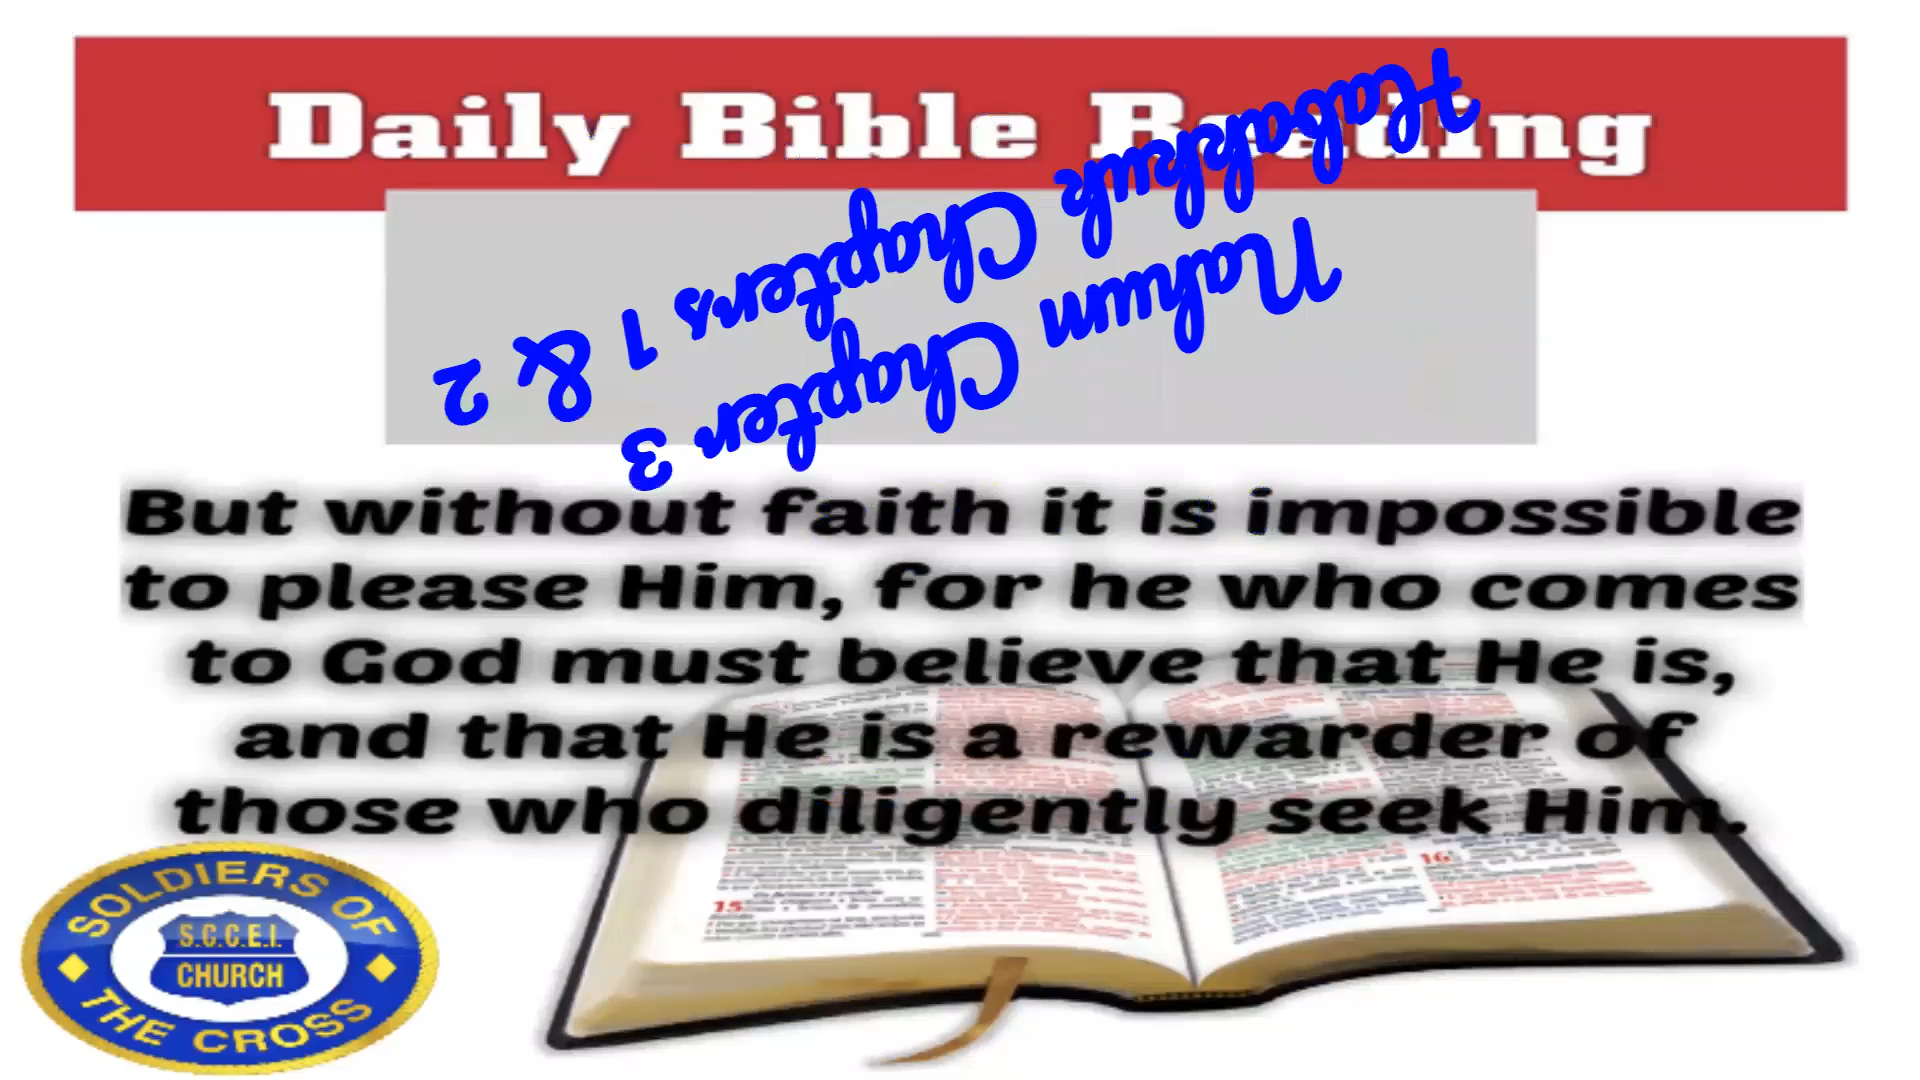 Daily Bible Reading
Nahum Chapter 3
Habakkuk Chapters 1 & 2
But without faith it is impossible
to please Him, for he who comes
to God must believe that He is,
and that He is a rewarder of
those who diligently seek Him.
SOLDIERS OF
S.C.C.E.I.
CHURCH
THE CROSS
15
16